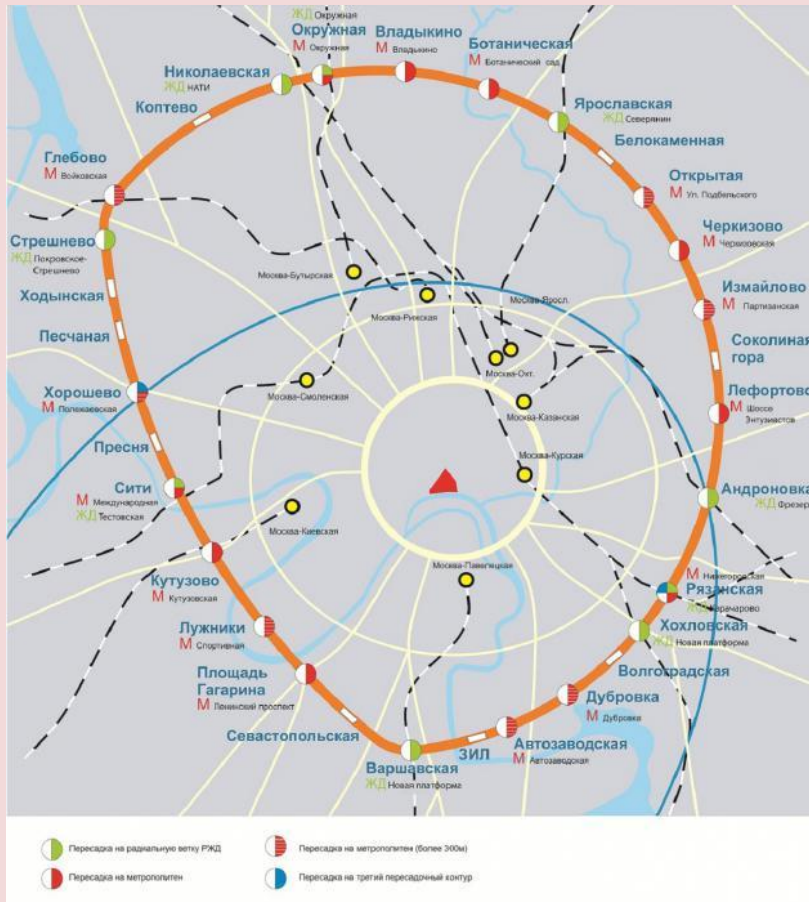 ЖД Окружная
Окружная
М Окружная
Владыкино
М Владыкино
Ботаническая
М Ботанический сад
Николаевская
ЖД НАТИ
Ярославская
ЖД Северянин
Коптево
Белокаменная
Глебово
М Войковская
Открытая
М Ул. Подбельского
Стрешнево
ЖД Покровское-
Стрешнево
Черкизово
М Черкизовская
Москва-Бутырская
Москва-Яросл.
Ходынская
Измайлово
М Партизанская
Москва-Рижская
Песчаная
Соколиная
гора
Москва-Окт.
Москва-Смоленская
Хорошево
М Полежаевская
Лефортово
М Шоссе
Энтузиастов
Москва-Казанская
Пресня
Москва-Курская
Сити
М Международная
ЖД Тестовская
Андроновка
ЖД Фрезер
Москва-Киевская
Москва-Павелецкая
М Нижегородская
Рязанская
ЖД Карачарово
Кутузово
М Кутузовская
Хохловская
ЖД Новая платформа
Лужники
М Спортивная
Волгоградская
Площадь
Гагарина
М Ленинский проспект
Дубровка
М Дубровка
Севастопольская
ЗИЛ
Автозаводская
М Автозаводская
Варшавская
ЖД Новая платформа
Пересадка на радиальную ветку РЖД
Пересадка на метрополитен (более 300м)
Пересадка на метрополитен
Пересадка на третий пересадочный контур